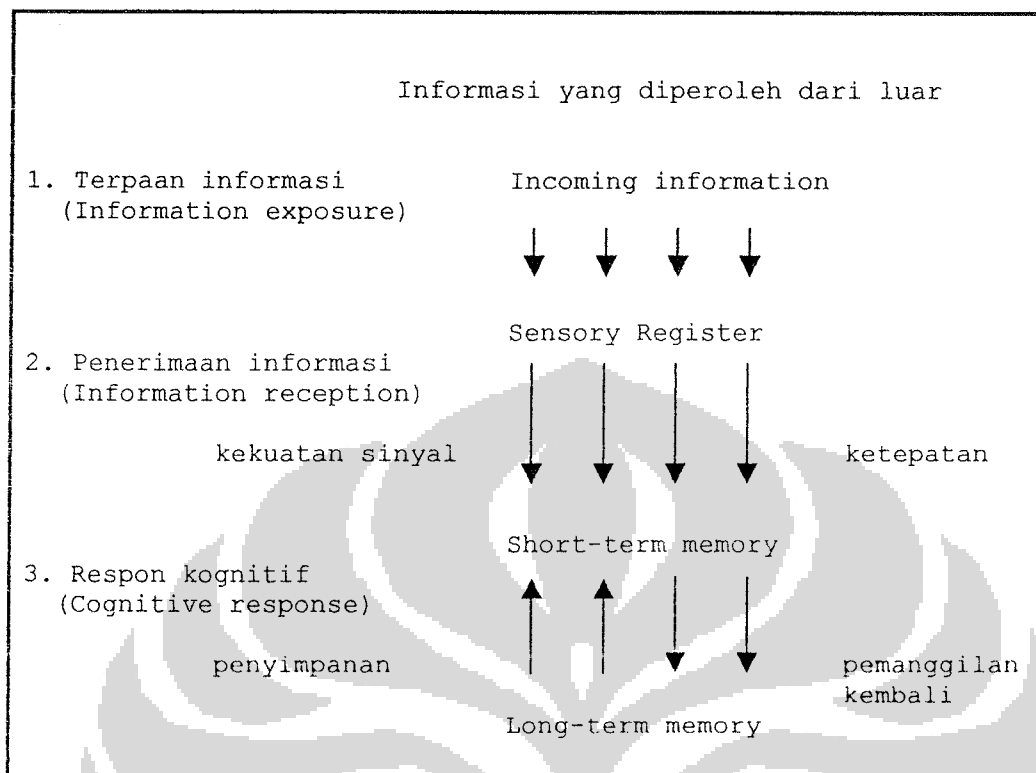 Informasi yang diperoleh dari luar
1. Terpaan informasi
(Information exposure)
Incoming information
Sensory Register
2. Penerimaan informasi
(Information reception)
kekuatan sinyal
ketepatan
Short-term memory
3. Respon kognitif
(Cognitive response)
penyimpanan
pemanggilan
kembali
Long-term memory